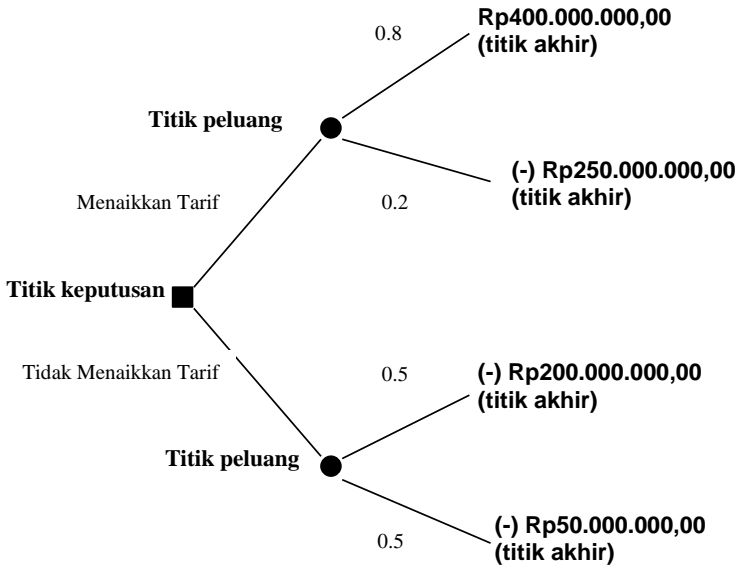 0.8
Rp400.000.000,00
(titik akhir)
Titik peluang
(-) Rp250.000.000,00
(titik akhir)
Menaikkan Tarif
0.2
Titik keputusan
Tidak Menaikkan Tarif
0.5
(-) Rp200.000.000,00
(titik akhir)
Titik peluang
(-) Rp50.000.000,00
(titik akhir)
0.5